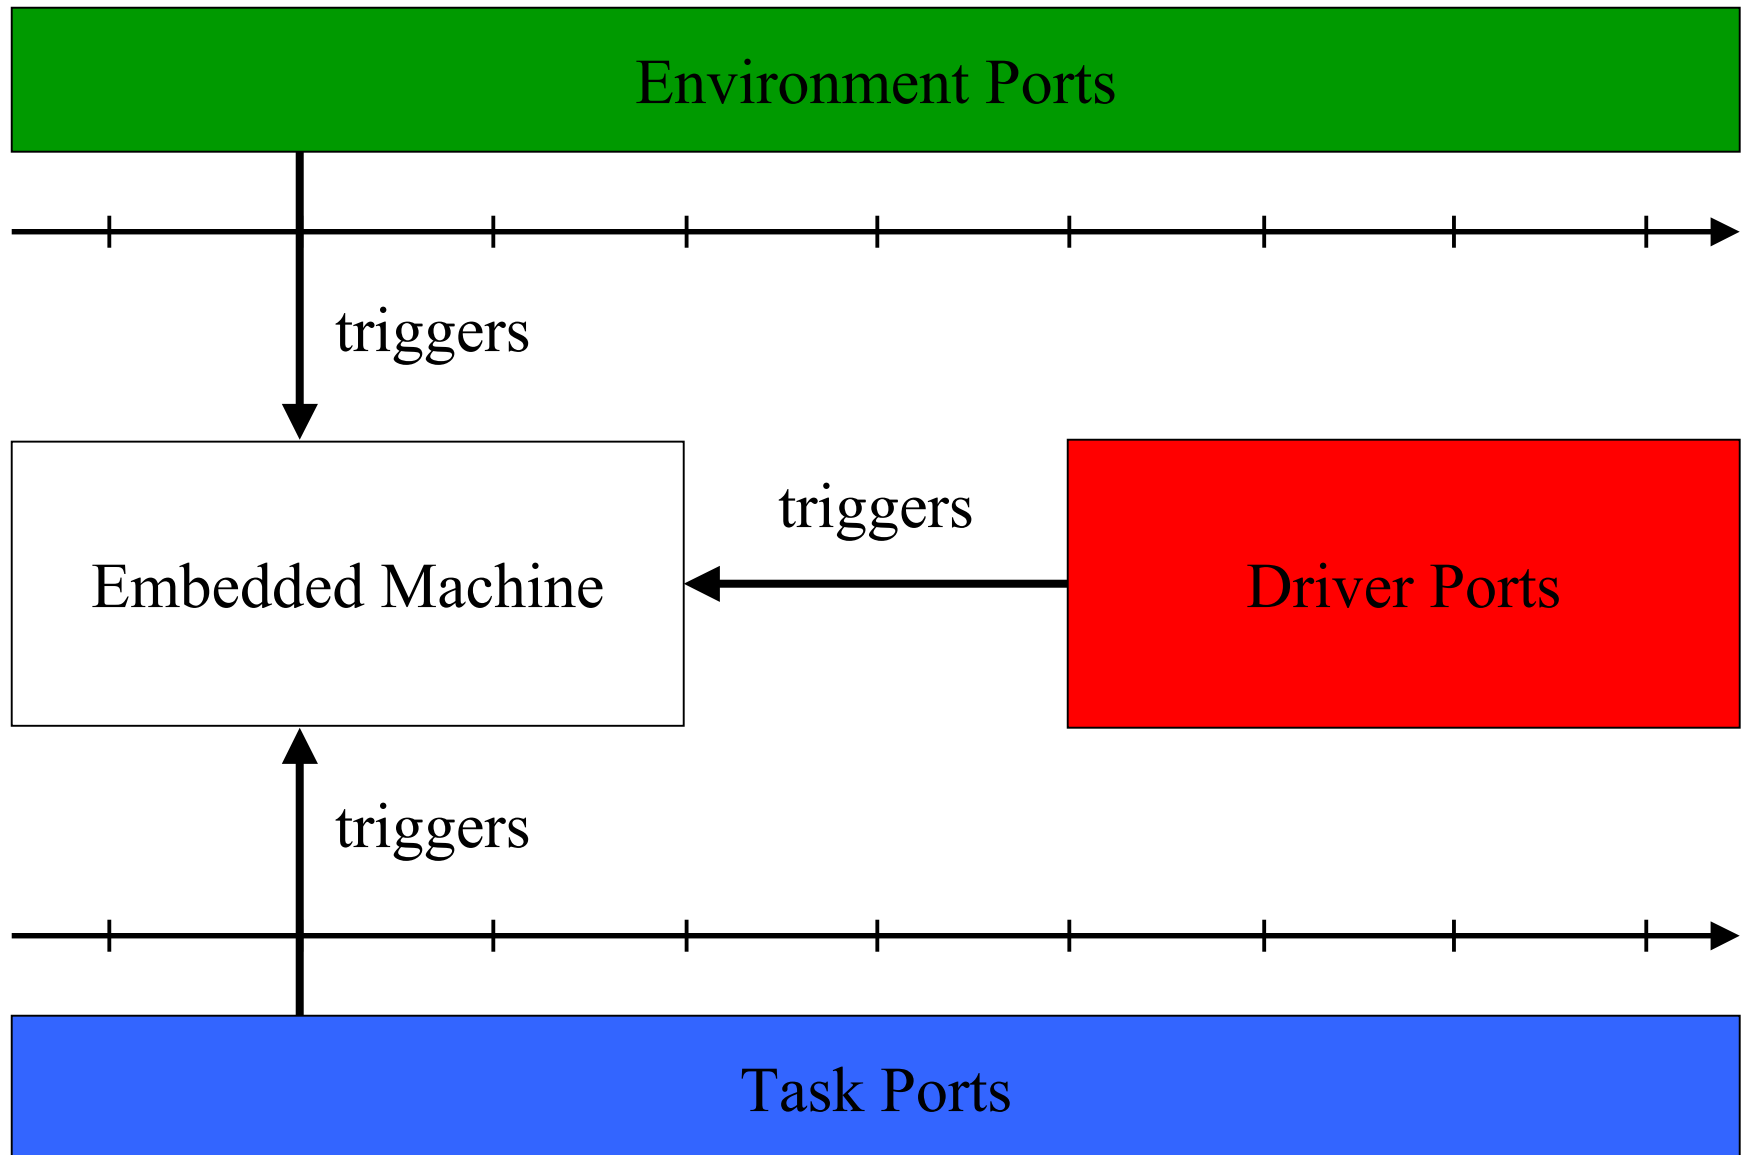 Environment Ports
triggers
triggers
Embedded Machine
Driver Ports
triggers
Task Ports